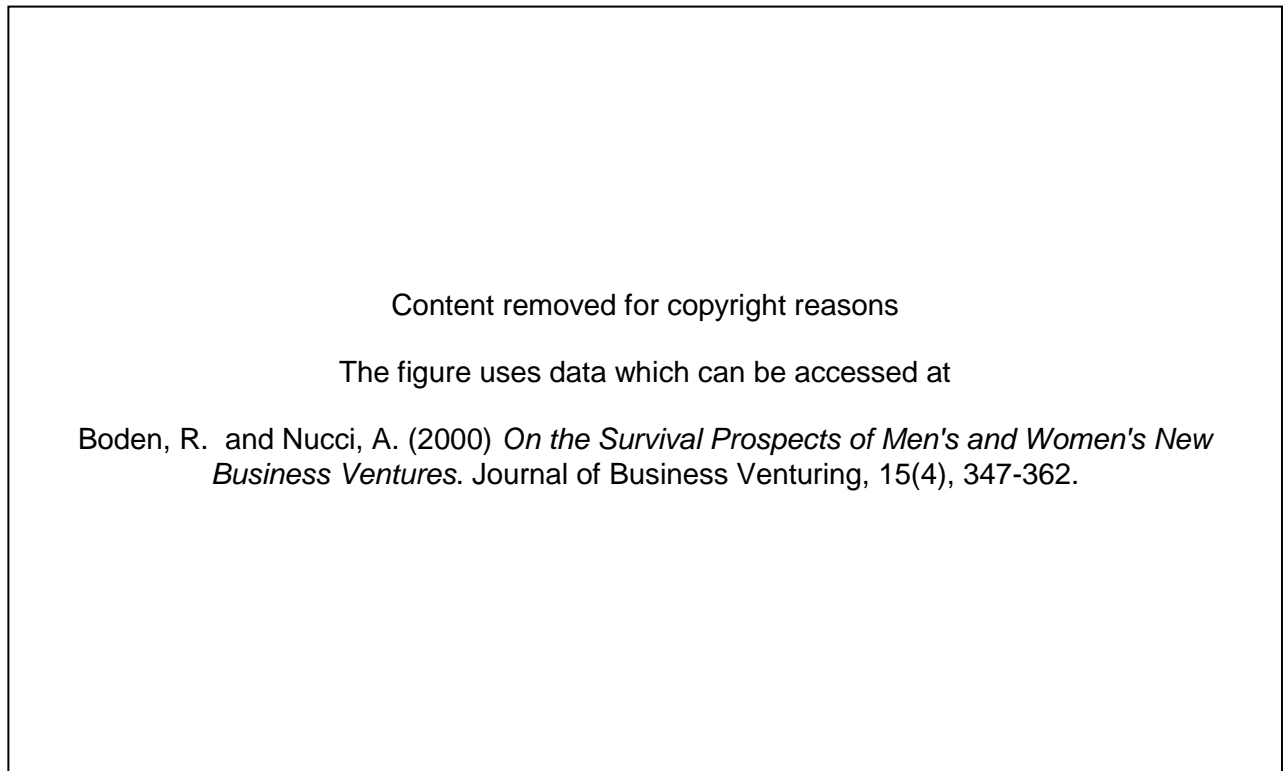 Content removed for copyright reasons
The figure uses data which can be accessed at
Boden, R. and Nucci, A. (2000) On the Survival Prospects of Men's and Women's New
Business Ventures. Journal of Business Venturing, 15(4), 347-362.